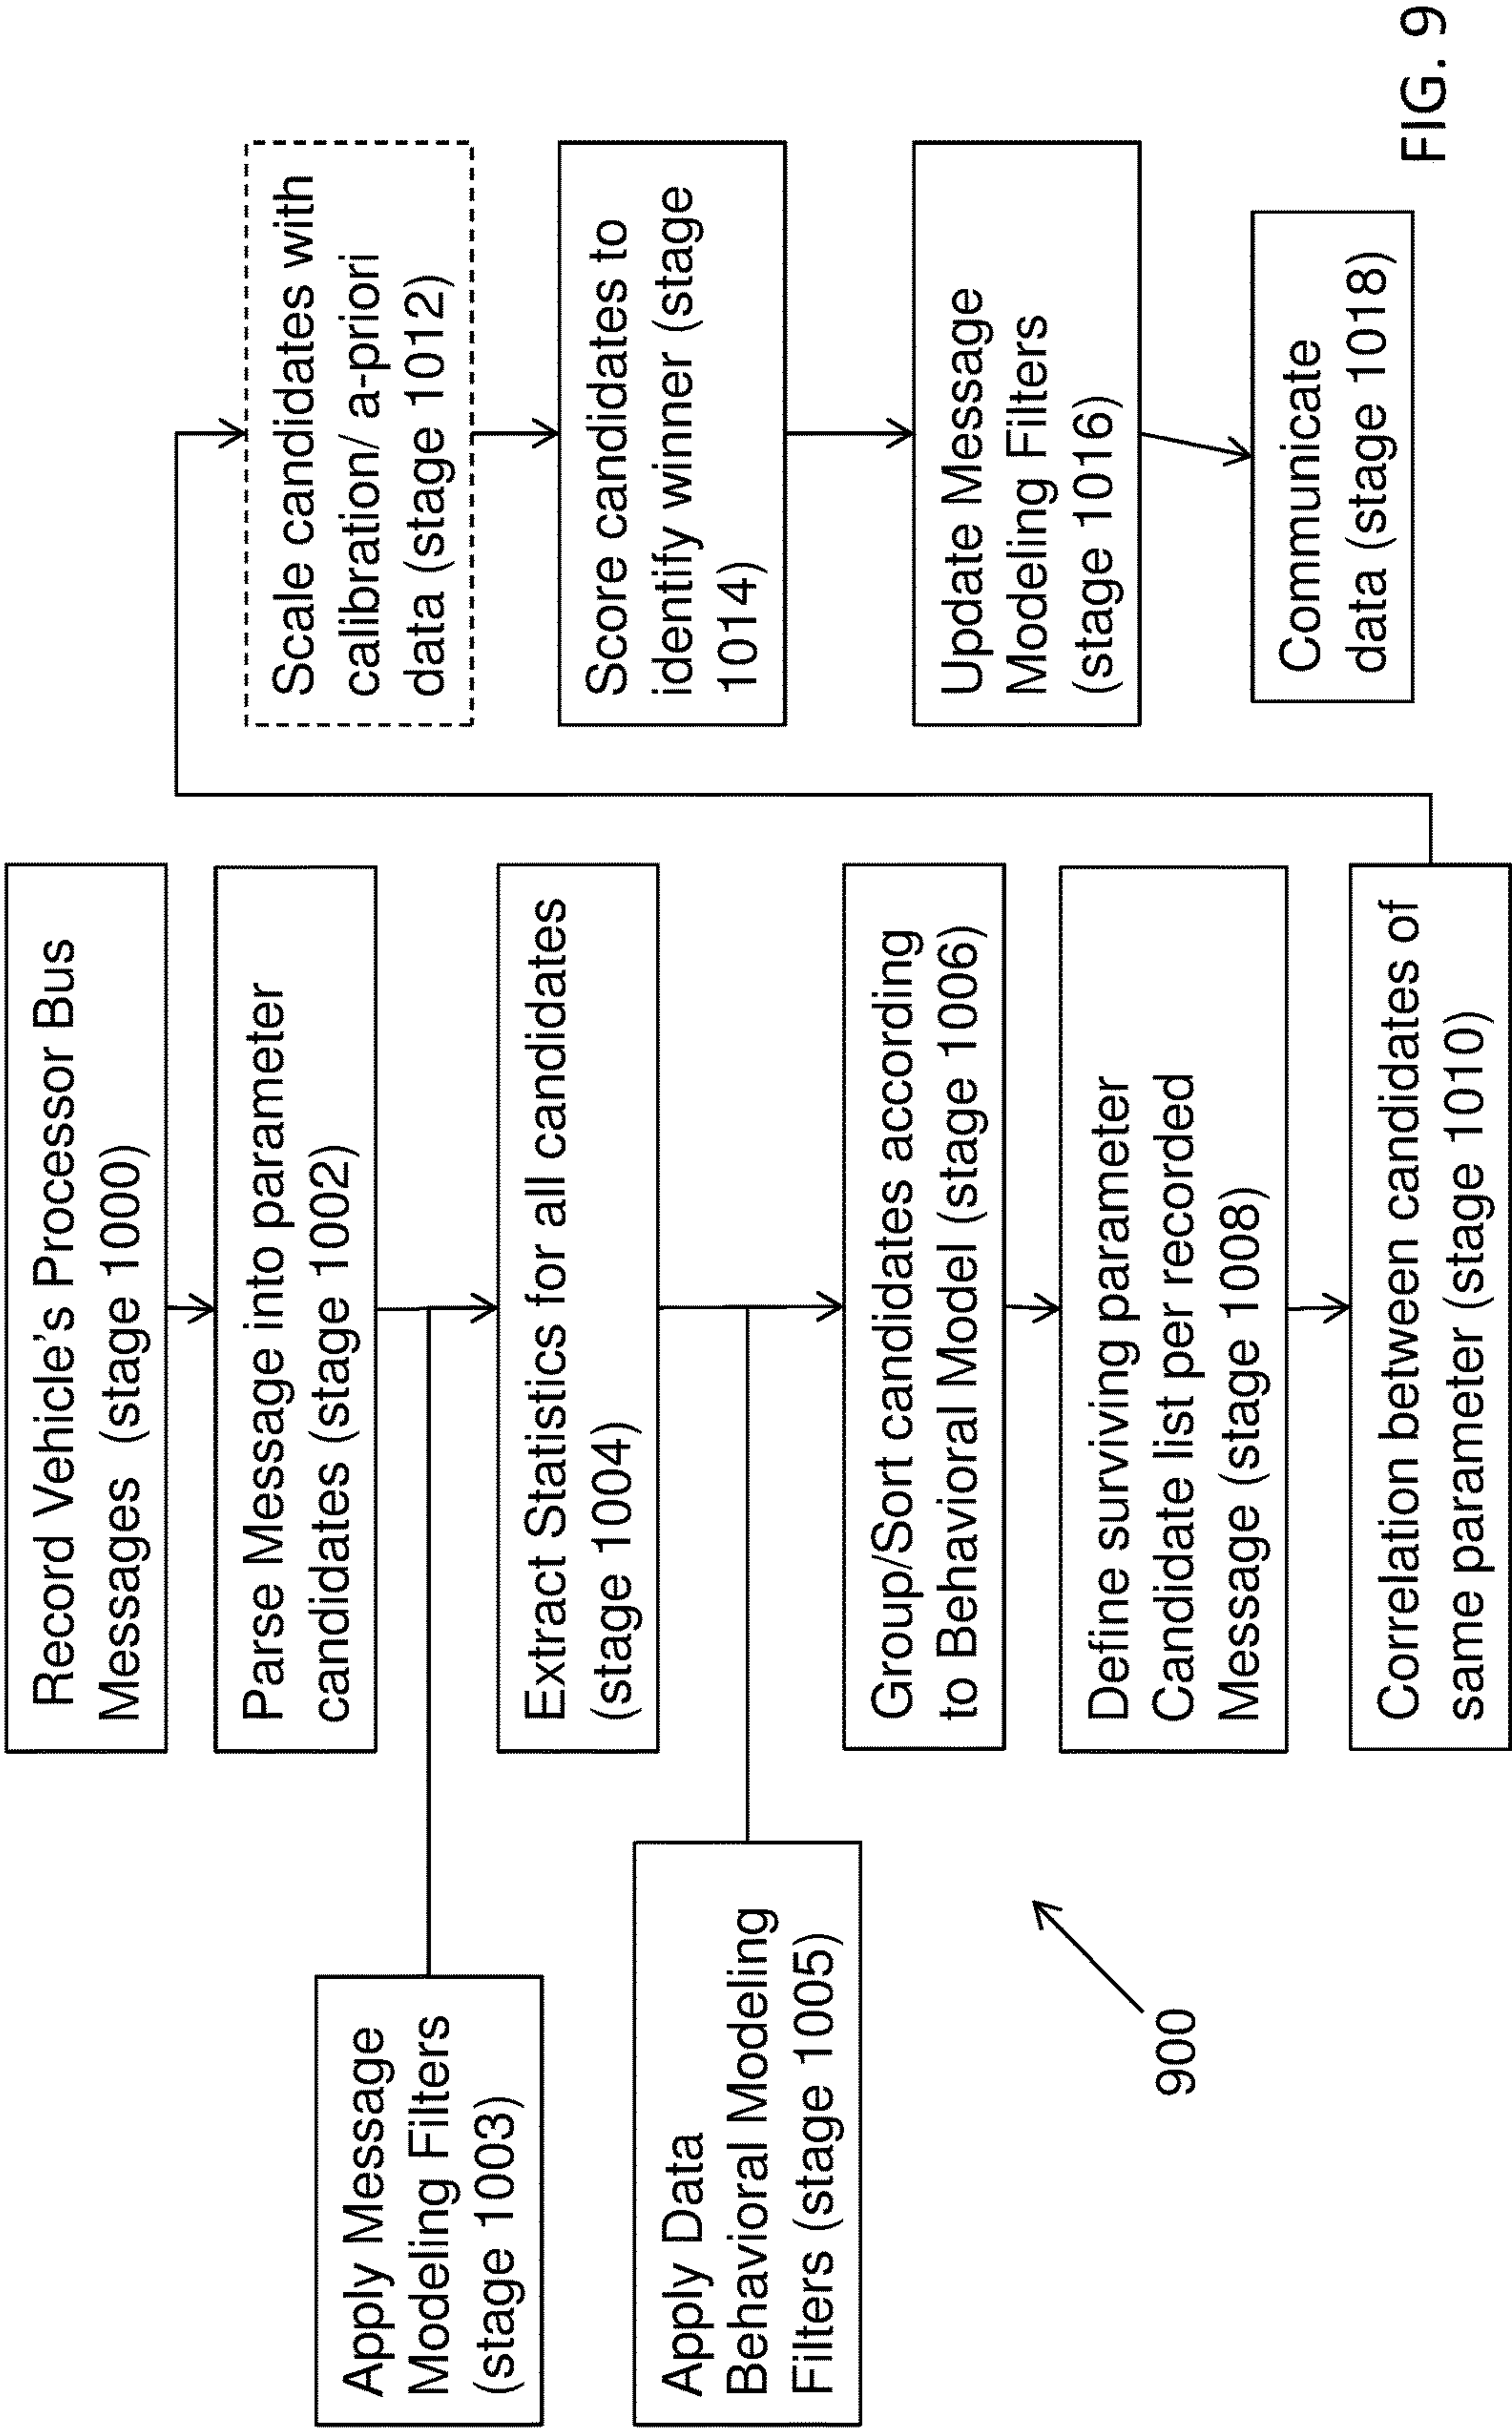 Record Vehicle's Processor Bus
Messages (stage 1000)
Parse Message into parameter
candidates (stage 1002)
Apply Message
Modeling Filters
(stage 1003)
Extract Statistics for all candidates
(stage 1004)
Apply Data
Behavioral Modeling
Filters (stage 1005)
Group/Sort candidates according
to Behavioral Model (stage 1006)
Define surviving parameter
Candidate list per recorded
Message (stage 1008)
Correlation between candidates of
same parameter (stage 1010)
Scale candidates with
calibration/ a-priori
data (stage 1012)
Score candidates to
identify winner (stage
1014)
Update Message
Modeling Filters
(stage 1016)
Communicate
data (stage 1018)
900
FIG. 9